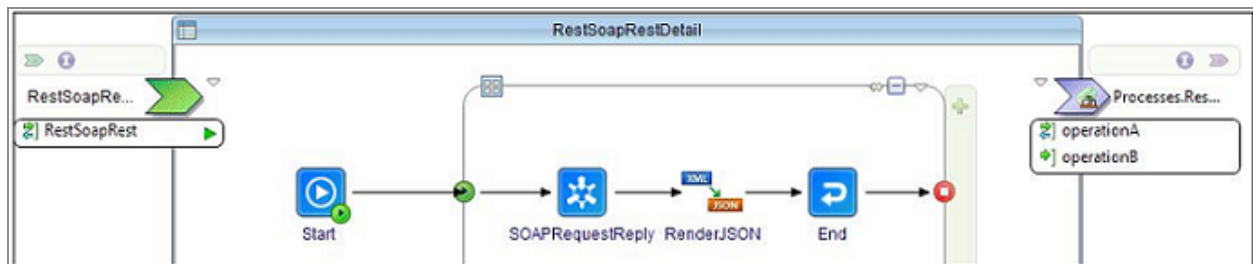 RestSoapRestDetail
RestSoapRe...
Processes.Res...
RestSoapRest
operationA
operationB
XML
JSON
Start
SOAPRequestReply
RenderJSON
End